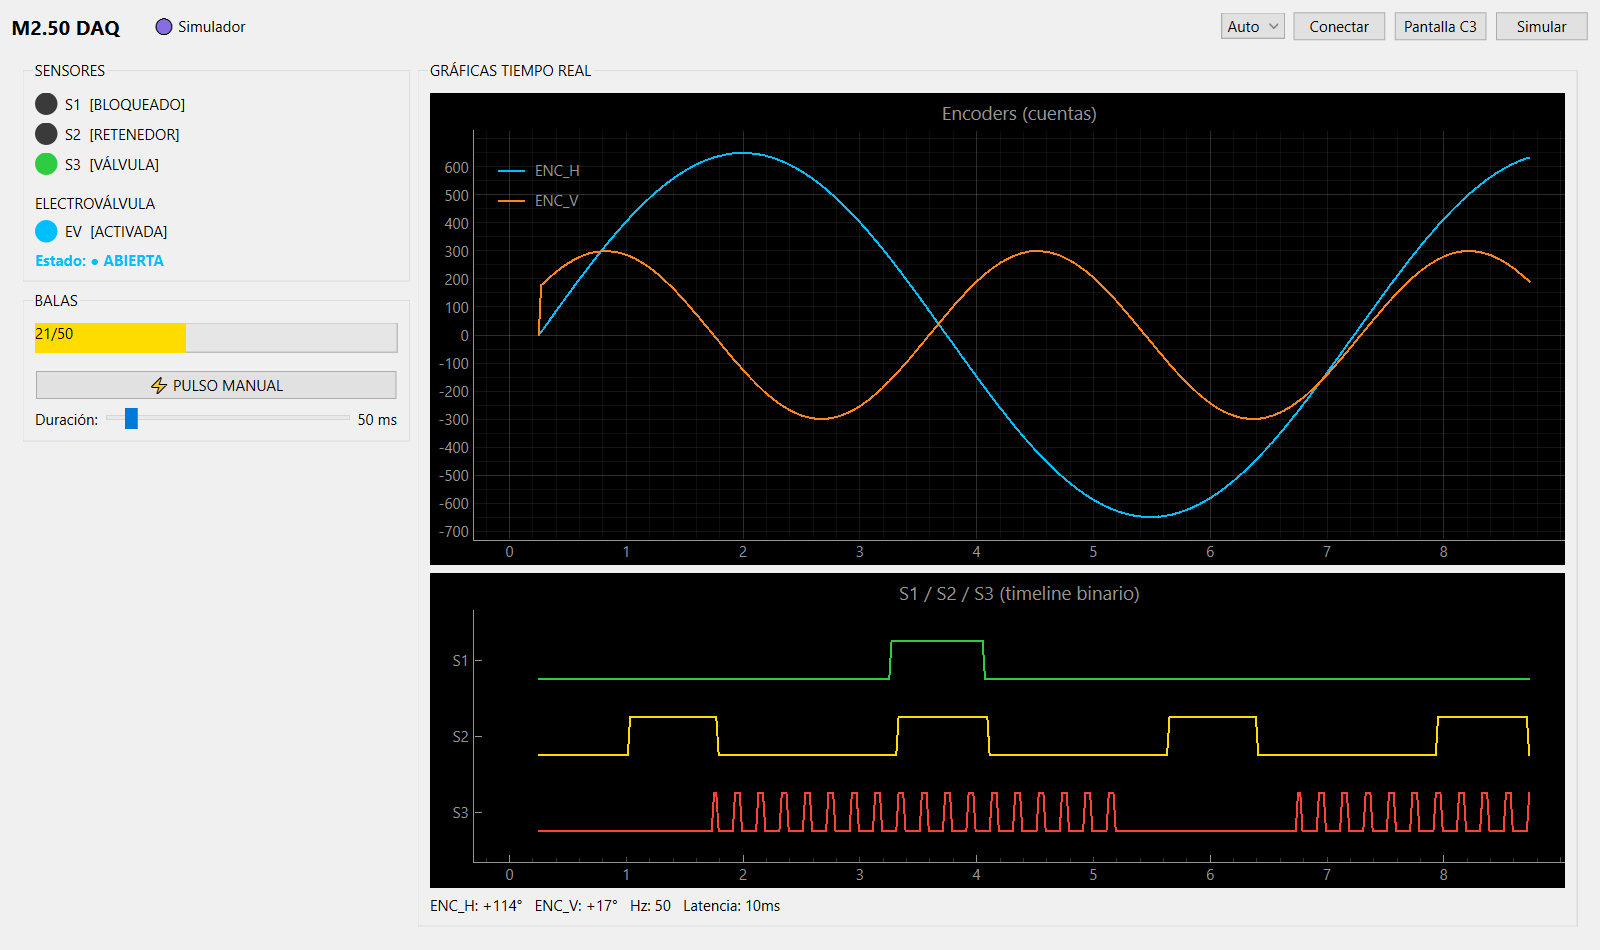 M2.50 DAQ
Simulador
Auto
Conectar
Pantalla C3
Simular
SENSORES
S1 [BLOQUEADO]
S2 [RETENEDOR]
S3 [VÁLVULA]
ELECTROVÁLVULA
EV [ACTIVADA]
Estado: ● ABIERTA
BALAS
21/50
⚡ PULSO MANUAL
Duración: 50 ms
GRÁFICAS TIEMPO REAL
Encoders (cuentas)
ENC_H
ENC_V
600
500
400
300
200
100
0
-100
-200
-300
-400
-500
-600
-700
0 1 2 3 4 5 6 7 8
S1 / S2 / S3 (timeline binario)
S1
S2
S3
0 1 2 3 4 5 6 7 8
ENC_H: +114° ENC_V: +17° Hz: 50 Latencia: 10ms